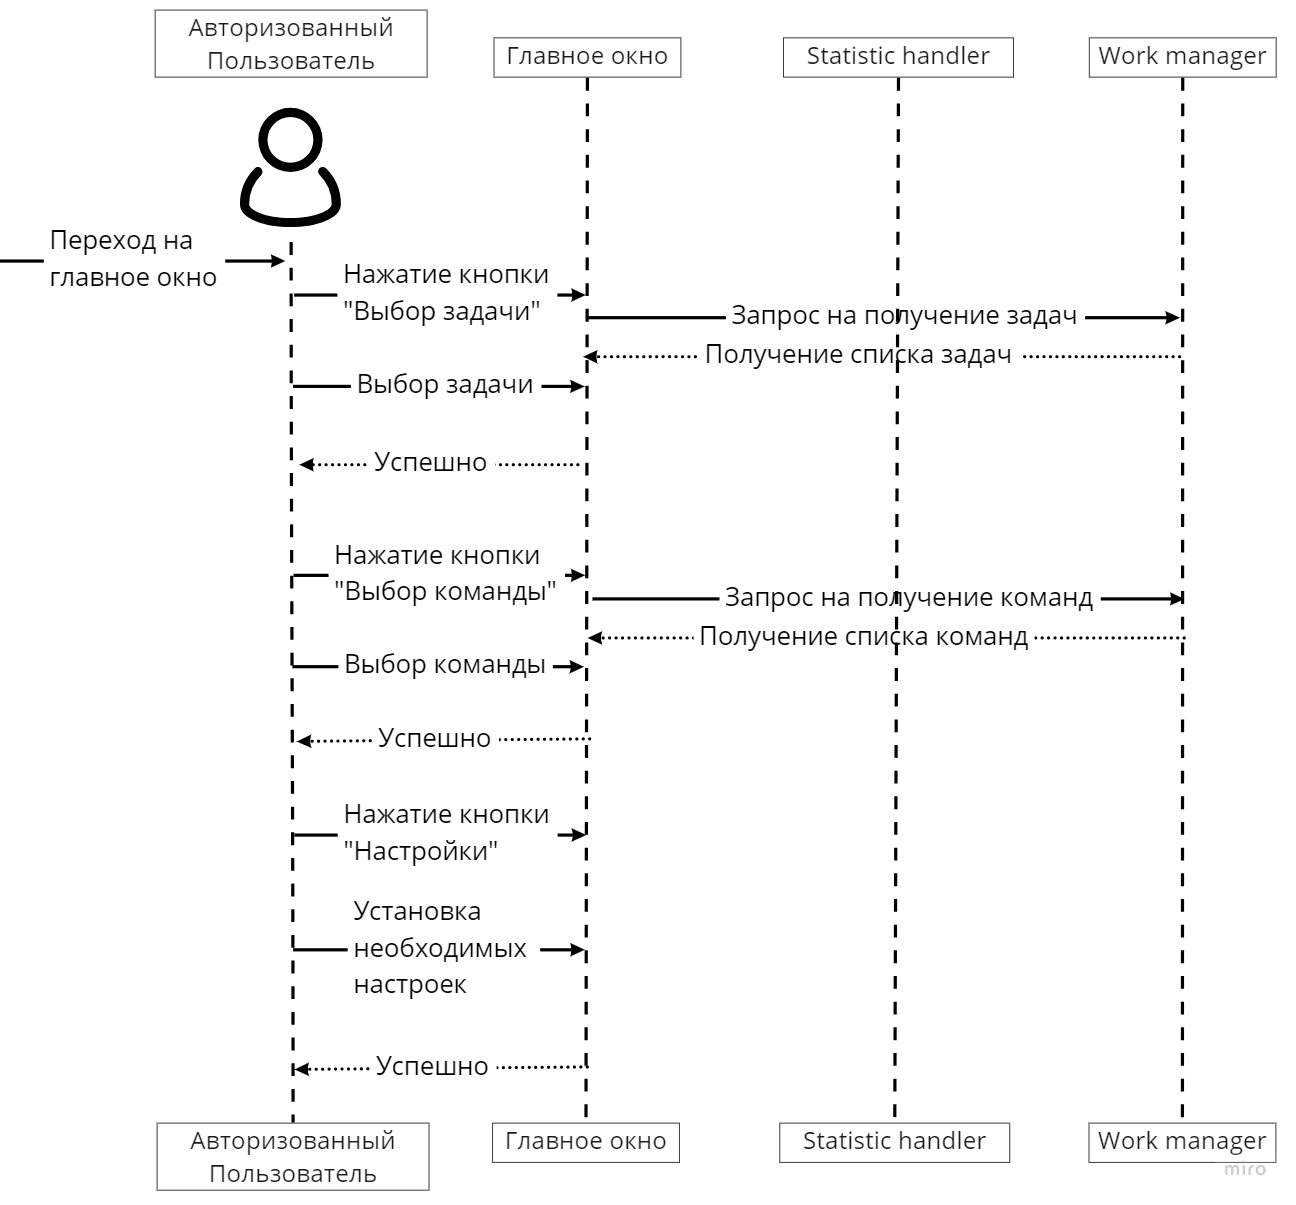 Авторизованный
Пользователь
Главное окно
Statistic handler
Work manager
Переход на
главное окно
Нажатие кнопки
"Выбор задачи"
Запрос на получение задач
Получение списка задач
Выбор задачи
Успешно
Нажатие кнопки
"Выбор команды"
Запрос на получение команд
Получение списка команд
Выбор команды
Успешно
Нажатие кнопки
"Настройки"
Установка
необходимых
настроек
Успешно
Авторизованный
Пользователь
Главное окно
Statistic handler
Work manager
miro